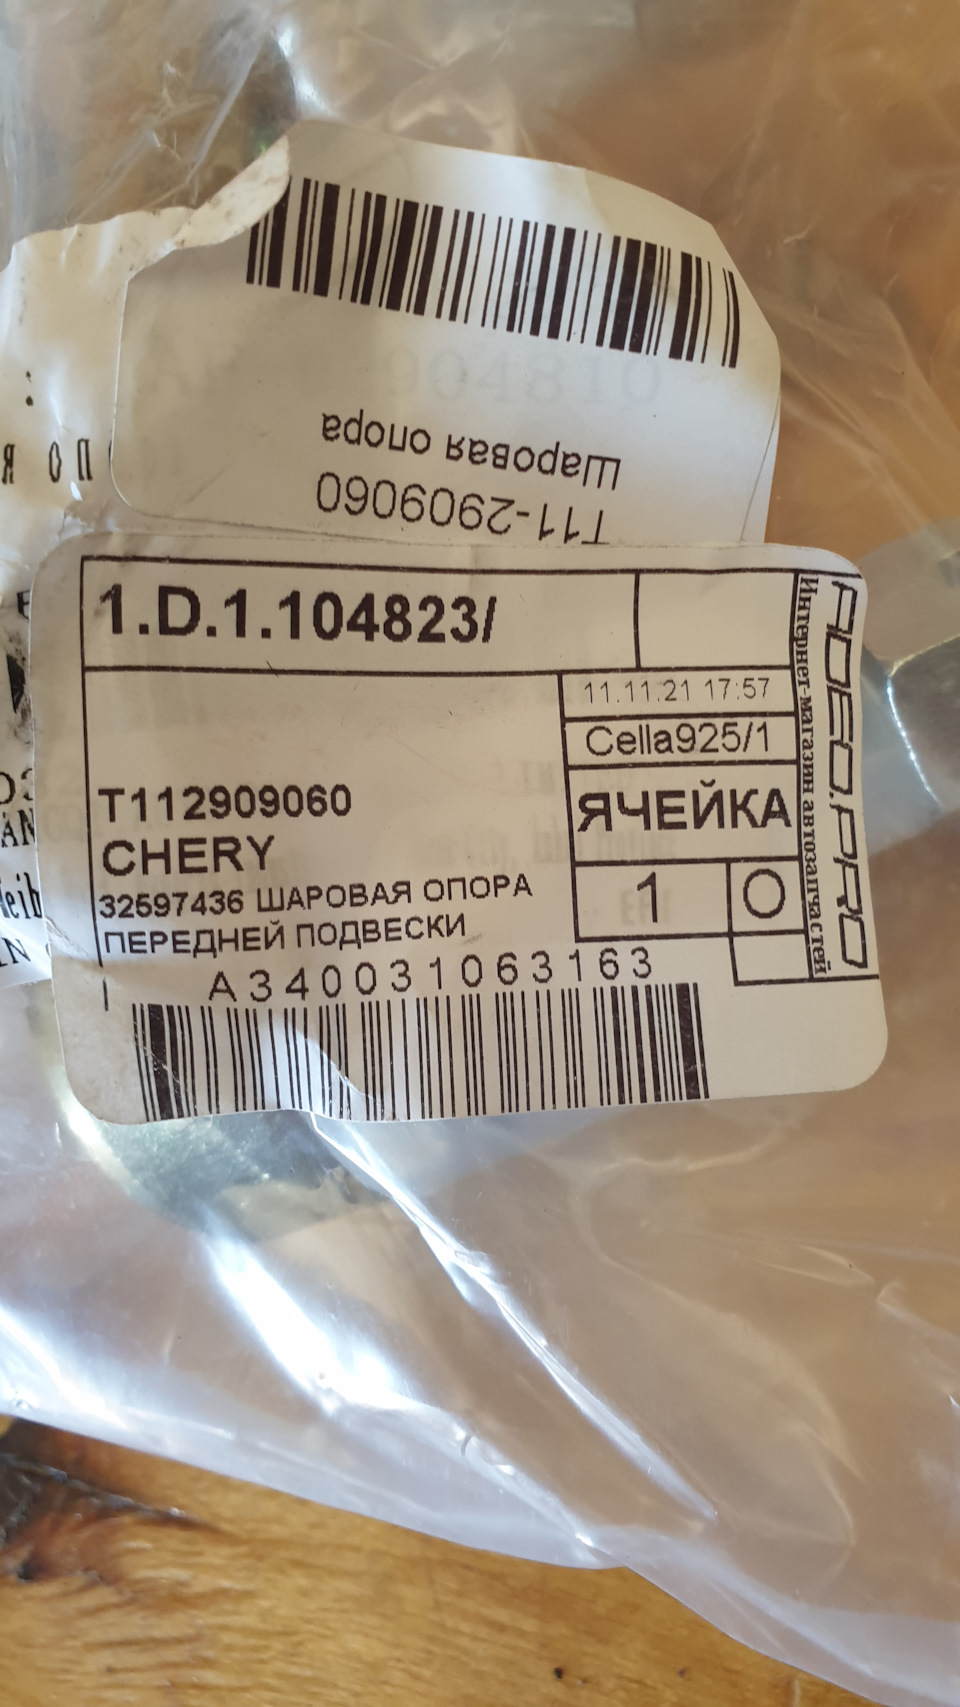 Шаровая опора
T11-2909060
1.D.1.104823/
11.11.21 17:57
Cella925/1
T112909060
ЯЧЕЙКА
CHERY
32597436 ШАРОВАЯ ОПОРА
ПЕРЕДНЕЙ ПОДВЕСКИ
1
O
A340031063163
ADEO.PRO
Интернет-магазин автозапчастей